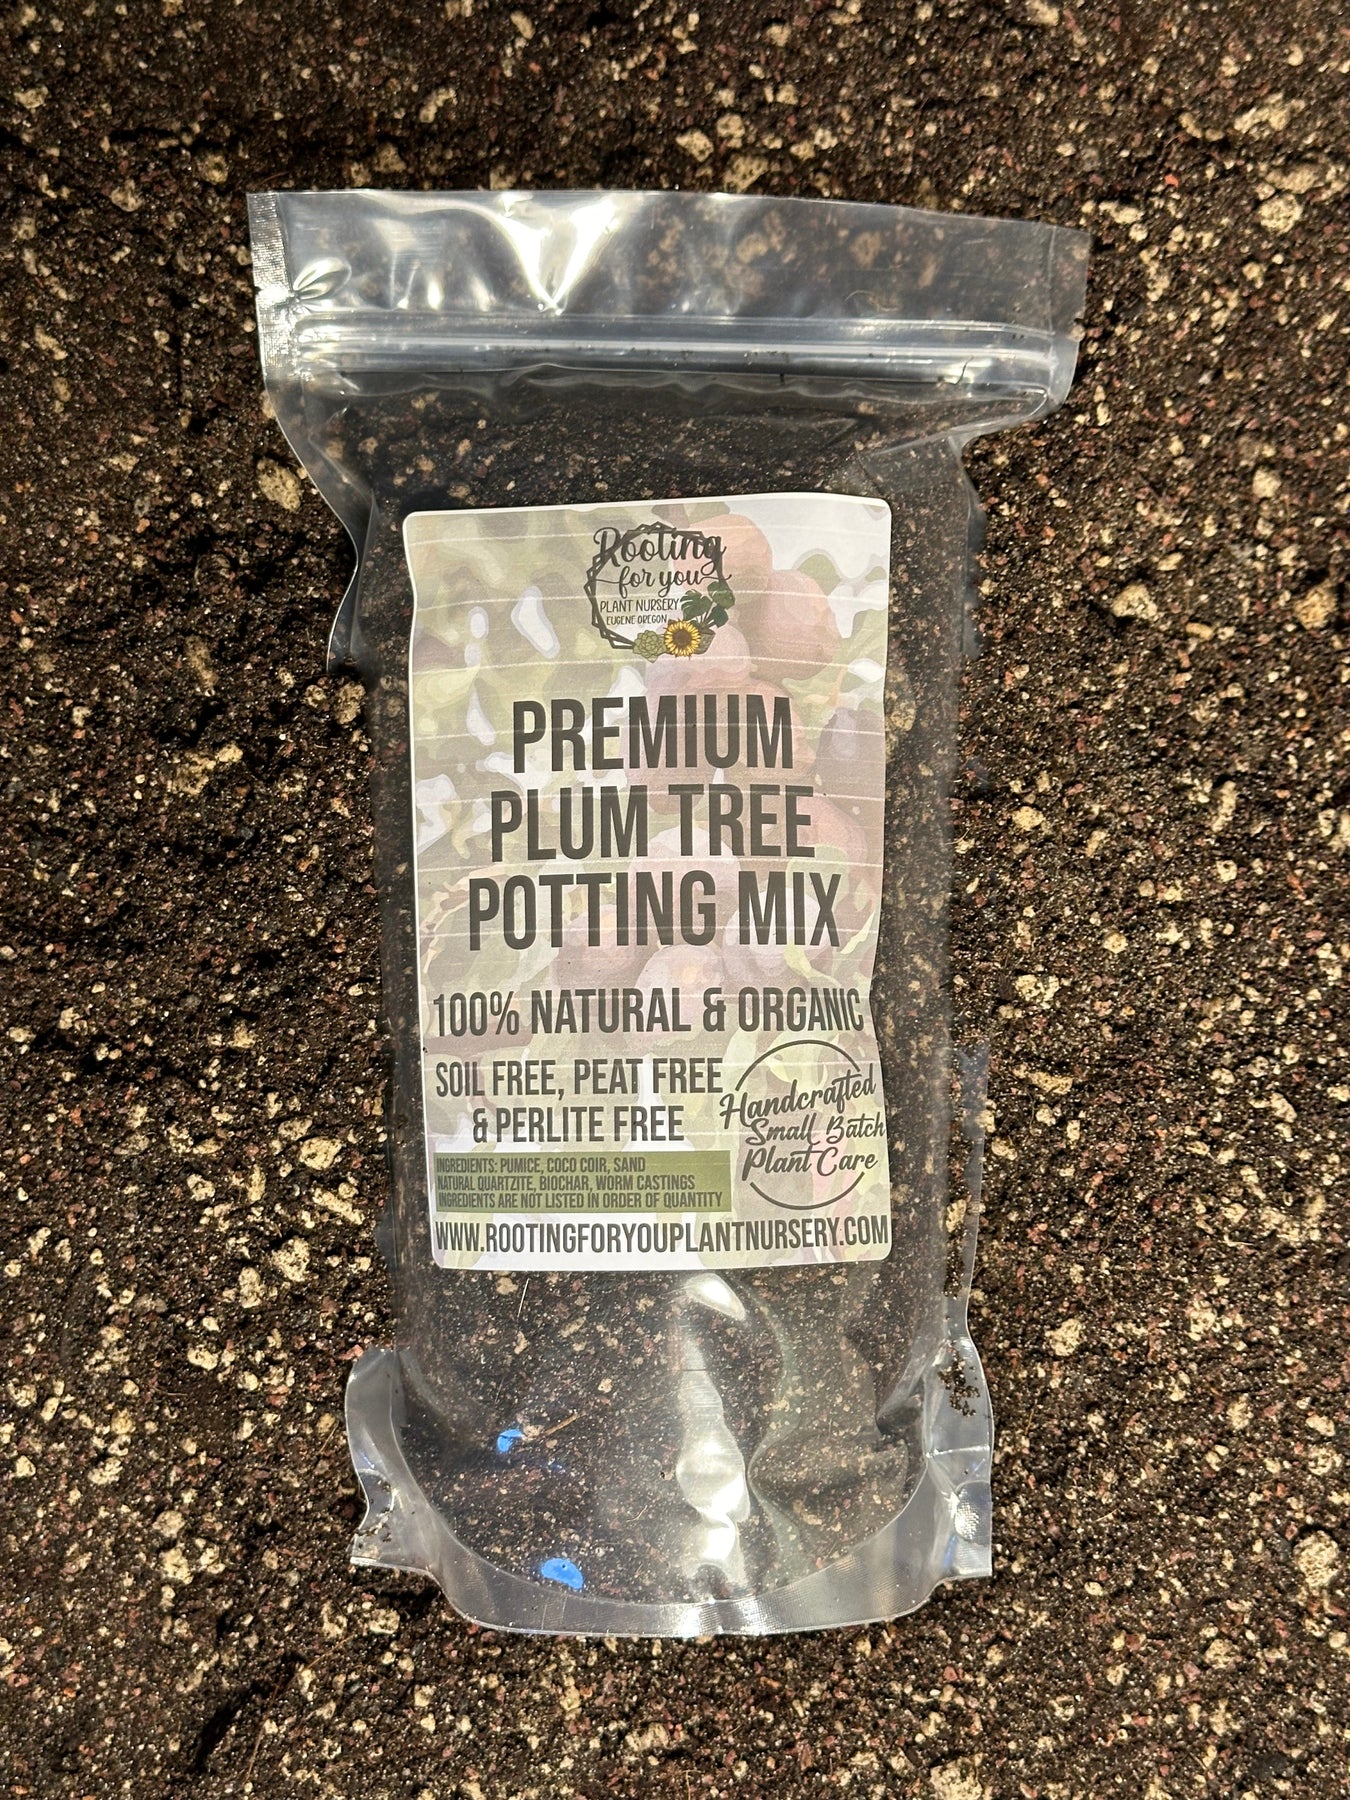 Rooting
for you
PLANT NURSERY
EUGENE OREGON
PREMIUM
PLUM TREE
POTTING MIX
100% NATURAL & ORGANIC
SOIL FREE, PEAT FREE
& PERLITE FREE
Handcrafted
Small Batch
Plant Care
INGREDIENTS: PUMICE, COCO COIR, SAND
NATURAL QUARTZITE, BIOCHAR, WORM CASTINGS
INGREDIENTS ARE NOT LISTED IN ORDER OF QUANTITY
WWW.ROOTINGFORYOUPLANTNURSERY.COM